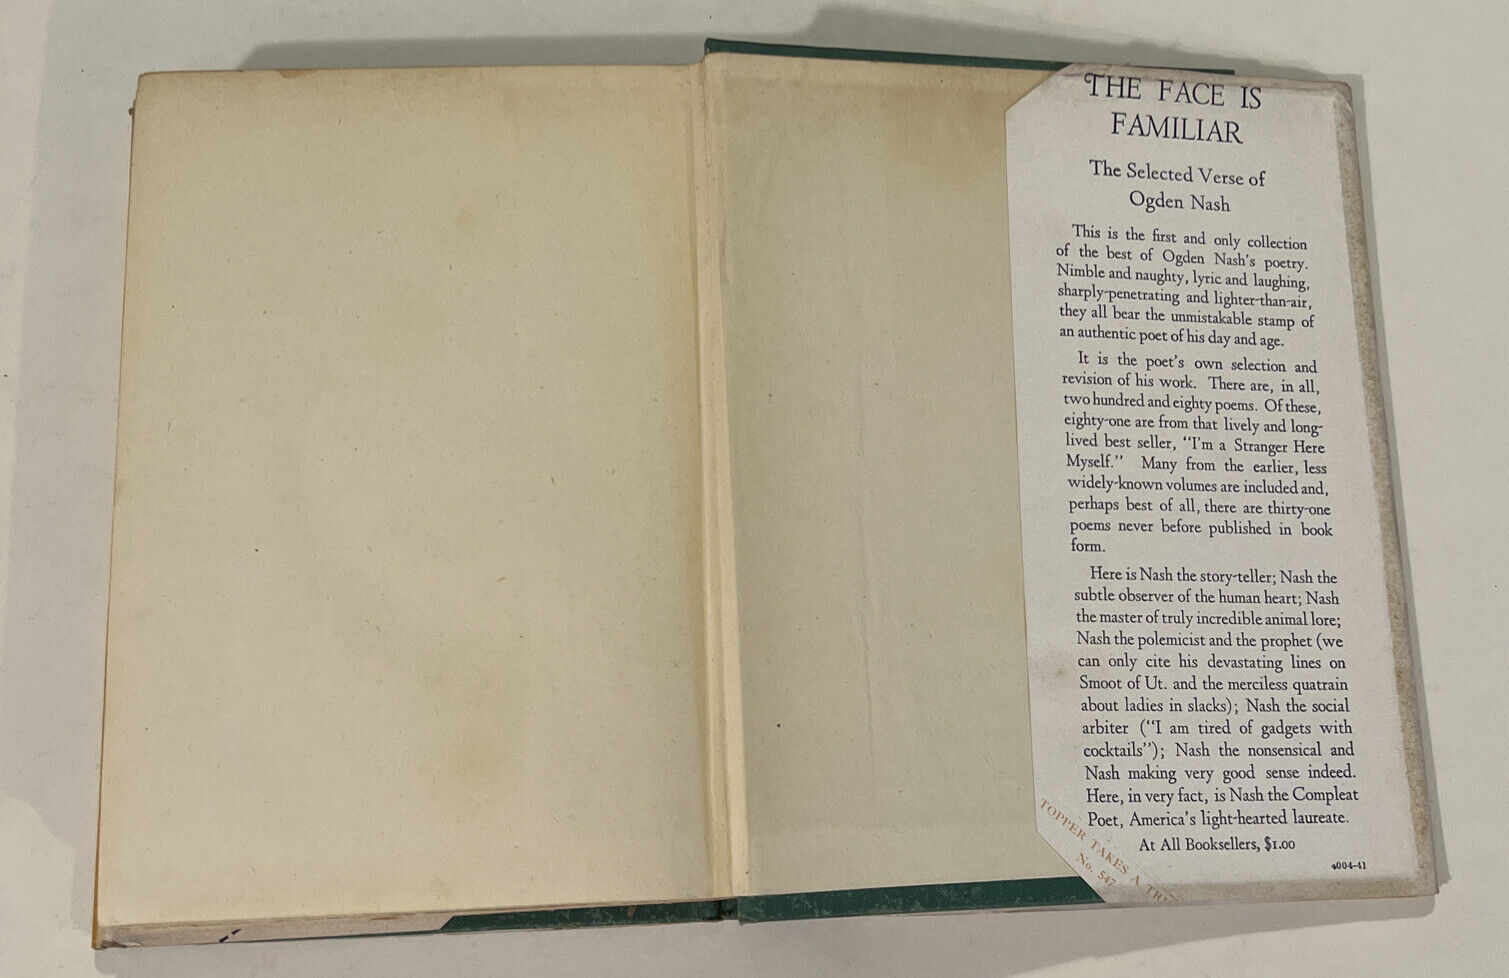 THE FACE IS
FAMILIAR
The Selected Verse of
Ogden Nash
This is the first and only collection
of the best of Ogden Nash's poetry.
Nimble and naughty, lyric and laughing,
sharply-penetrating and lighter-than-air,
they all bear the unmistakable stamp of
an authentic poet of his day and age.
It is the poet's own selection and
revision of his work. There are, in all,
two hundred and eighty poems. Of these,
eighty-one are from that lively and long-
lived best seller, "I'm a Stranger Here
Myself." Many from the earlier, less
widely-known volumes are included and,
perhaps best of all, there are thirty-one
poems never before published in book
form.
Here is Nash the story-teller; Nash the
subtle observer of the human heart; Nash
the master of truly incredible animal lore;
Nash the polemicist and the prophet (we
can only cite his devastating lines on
Smoot of Ut. and the merciless quatrain
about ladies in slacks); Nash the social
arbiter ("I am tired of gadgets with
cocktails"); Nash the nonsensical and
Nash making very good sense indeed.
Here, in very fact, is Nash the Compleat
Poet, America's light-hearted laureate.
At All Booksellers, $1.00
4004-41
TOPPER TAKES A TRI
No. 547